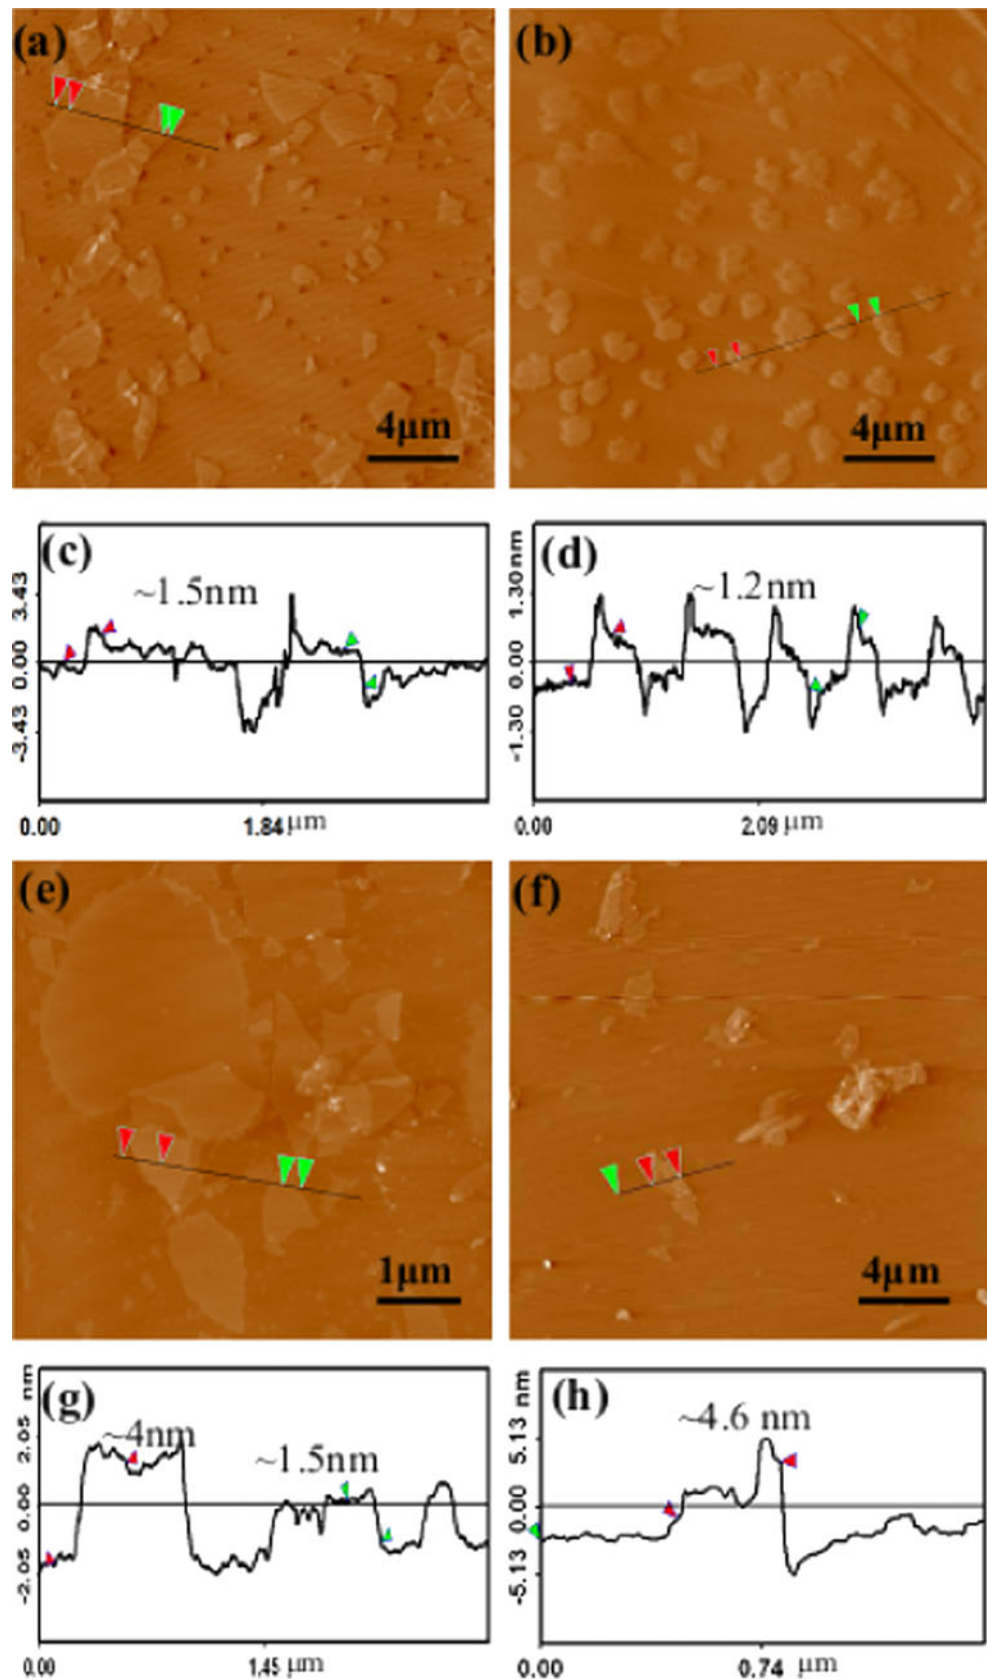 (a)
(b)
4μm
4μm
(c)
~1.5nm
3.43
0.00
-3.43
0.00
1.84 μm
(d)
~1.2nm
nm
1.30
0.00
-1.30
0.00
2.09 μm
(e)
(f)
1μm
4μm
(g)
~4nm
~1.5nm
nm
2.05
0.00
-2.05
0.00
1.45 μm
(h)
~4.6 nm
nm
5.13
0.00
-5.13
0.00
0.74 μm